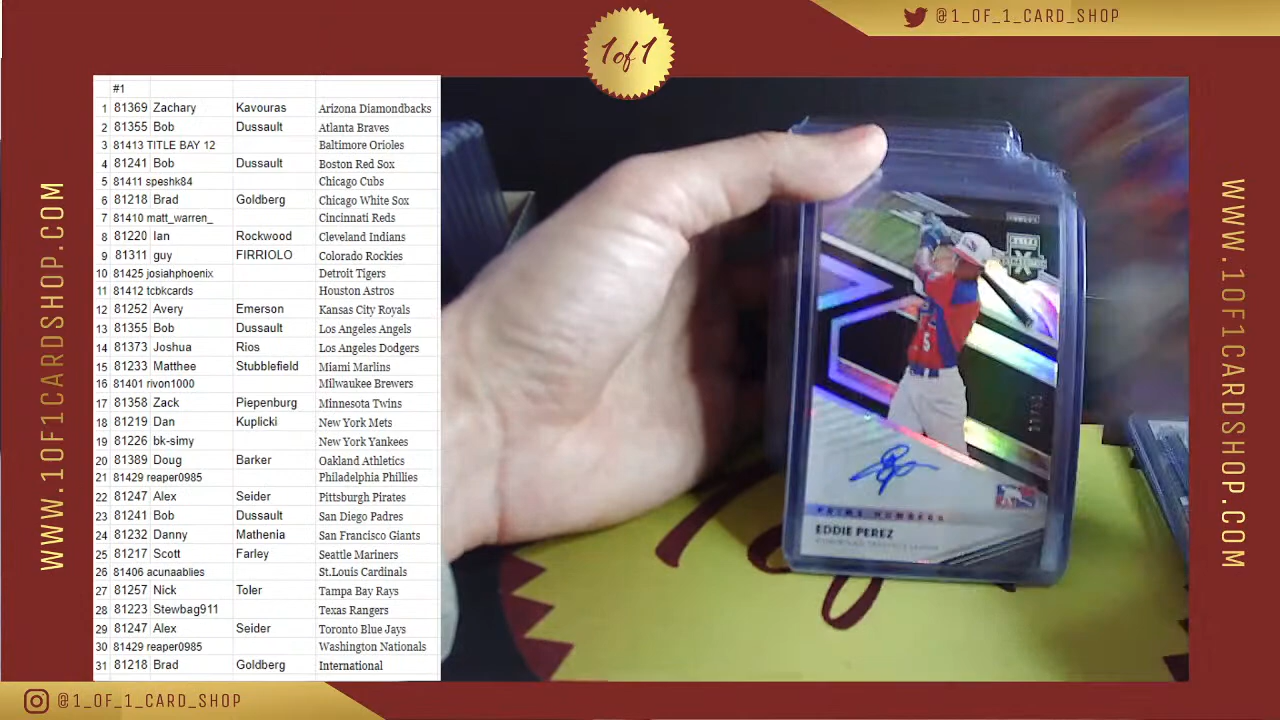 @1_OF_1_CARD_SHOP
1of1
#1
1 81369 Zachary Kavouras Arizona Diamondbacks
2 81355 Bob Dussault Atlanta Braves
3 81413 TITLE BAY 12 Baltimore Orioles
4 81241 Bob Dussault Boston Red Sox
5 81411 speshk84 Chicago Cubs
6 81218 Brad Goldberg Chicago White Sox
7 81410 matt_warren_ Cincinnati Reds
8 81220 Ian Rockwood Cleveland Indians
9 81311 guy FIRRIOLO Colorado Rockies
10 81425 josiahphoenix Detroit Tigers
11 81412 tcbkcards Houston Astros
12 81252 Avery Emerson Kansas City Royals
13 81355 Bob Dussault Los Angeles Angels
14 81373 Joshua Rios Los Angeles Dodgers
15 81233 Matthee Stubblefield Miami Marlins
16 81401 rivon1000 Milwaukee Brewers
17 81358 Zack Piepenburg Minnesota Twins
18 81219 Dan Kuplicki New York Mets
19 81226 bk-simy New York Yankees
20 81389 Doug Barker Oakland Athletics
21 81429 reaper0985 Philadelphia Phillies
22 81247 Alex Seider Pittsburgh Pirates
23 81241 Bob Dussault San Diego Padres
24 81232 Danny Mathenia San Francisco Giants
25 81217 Scott Farley Seattle Mariners
26 81406 acunaablies St.Louis Cardinals
27 81257 Nick Toler Tampa Bay Rays
28 81223 Stewbag911 Texas Rangers
29 81247 Alex Seider Toronto Blue Jays
30 81429 reaper0985 Washington Nationals
31 81218 Brad Goldberg International
WWW.1OF1CARDSHOP.COM
ELITE
X
5
PRIME NUMBERS
EDDIE PEREZ
WWW.1OF1CARDSHOP.COM
@1_OF_1_CARD_SHOP